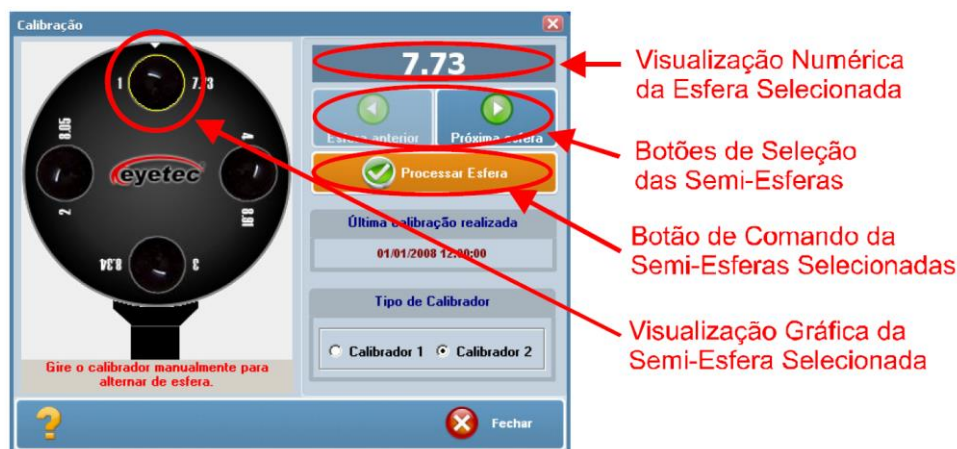 Calibração
1
7.73
8.05
2
4
8.91
eyetec
8.34
3
Gire o calibrador manualmente para
alternar de esfera.
7.73
Esfera anterior
Próxima esfera
Processar Esfera
Última calibração realizada
01/01/2008 12:00:00
Tipo de Calibrador
Calibrador 1
Calibrador 2
?
Fechar
Visualização Numérica
da Esfera Selecionada
Botões de Seleção
das Semi-Esferas
Botão de Comando da
Semi-Esferas Selecionadas
Visualização Gráfica da
Semi-Esfera Selecionada